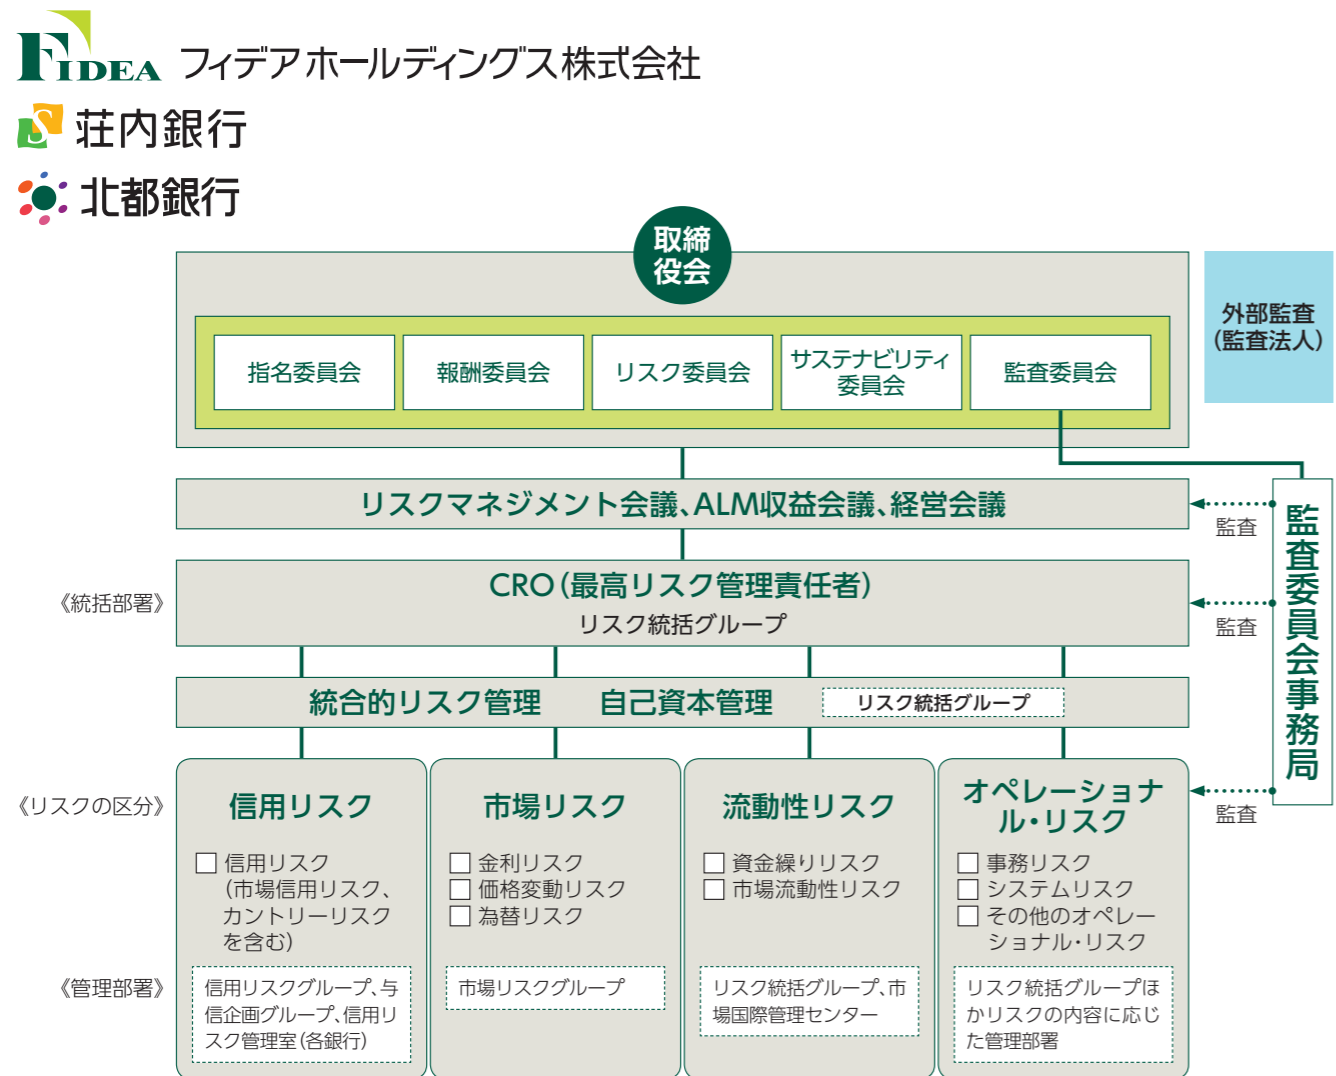 FIDEA フィデアホールディングス株式会社
S 荘内銀行
北都銀行
取締
役会
指名委員会
報酬委員会
リスク委員会
サステナビリティ
委員会
監査委員会
外部監査
(監査法人)
リスクマネジメント会議、ALM収益会議、経営会議
監査
《統括部署》
CRO(最高リスク管理責任者)
リスク統括グループ
監査
監査委員会事務局
統合的リスク管理
自己資本管理
リスク統括グループ
《リスクの区分》
信用リスク
□ 信用リスク
(市場信用リスク、
カントリーリスク
を含む)
市場リスク
□ 金利リスク
□ 価格変動リスク
□ 為替リスク
流動性リスク
□ 資金繰りリスク
□ 市場流動性リスク
オペレーショナ
ル・リスク
□ 事務リスク
□ システムリスク
□ その他のオペレー
ショナル・リスク
監査
《管理部署》
信用リスクグループ、与
信企画グループ、信用リ
スク管理室(各銀行)
市場リスクグループ
リスク統括グループ、市
場国際管理センター
リスク統括グループほ
かリスクの内容に応じ
た管理部署